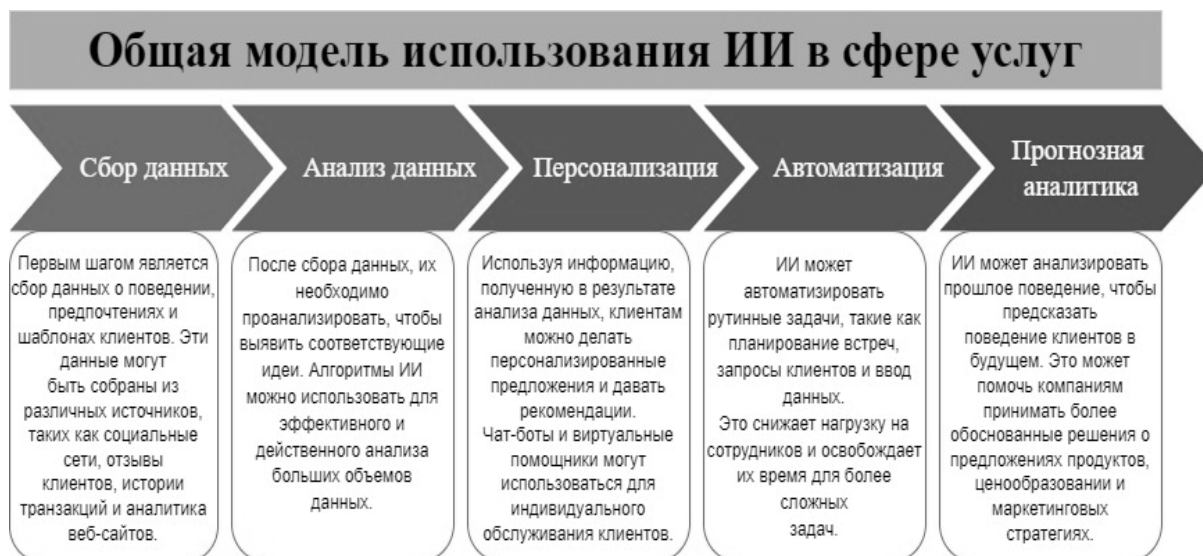 Общая модель использования ИИ в сфере услуг
Сбор данных
Анализ данных
Персонализация
Автоматизация
Прогнозная
аналитика
Первым шагом является
сбор данных о поведении,
предпочтениях и
шаблонах клиентов. Эти
данные могут
быть собраны из
различных источников,
таких как социальные
сети, отзывы
клиентов, истории
транзакций и аналитика
веб-сайтов.
После сбора данных, их
необходимо
проанализировать, чтобы
выявить соответствующие
идеи. Алгоритмы ИИ
можно использовать для
эффективного и
действенного анализа
больших объемов
данных.
Используя информацию,
полученную в результате
анализа данных, клиентам
можно делать
персонализированные
предложения и давать
рекомендации.
Чат-боты и виртуальные
помощники могут
использоваться для
индивидуального
обслуживания клиентов.
ИИ может
автоматизировать
рутинные задачи, такие как
планирование встреч,
запросы клиентов и ввод
данных.
Это снижает нагрузку на
сотрудников и освобождает
их время для более
сложных
задач.
ИИ может анализировать
прошлое поведение, чтобы
предсказать
поведение клиентов в
будущем. Это может
помочь компаниям
принимать более
обоснованные решения о
предложениях продуктов,
ценообразовании и
маркетинговых
стратегиях.